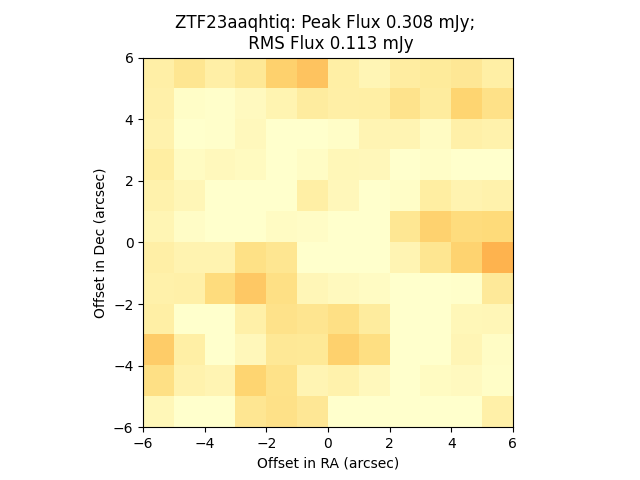 ZTF23aaqhtiq: Peak Flux 0.308 mJy;
RMS Flux 0.113 mJy
6
4
2
0
−2
−4
−6
Offset in Dec (arcsec)
−6 −4 −2 0 2 4 6
Offset in RA (arcsec)